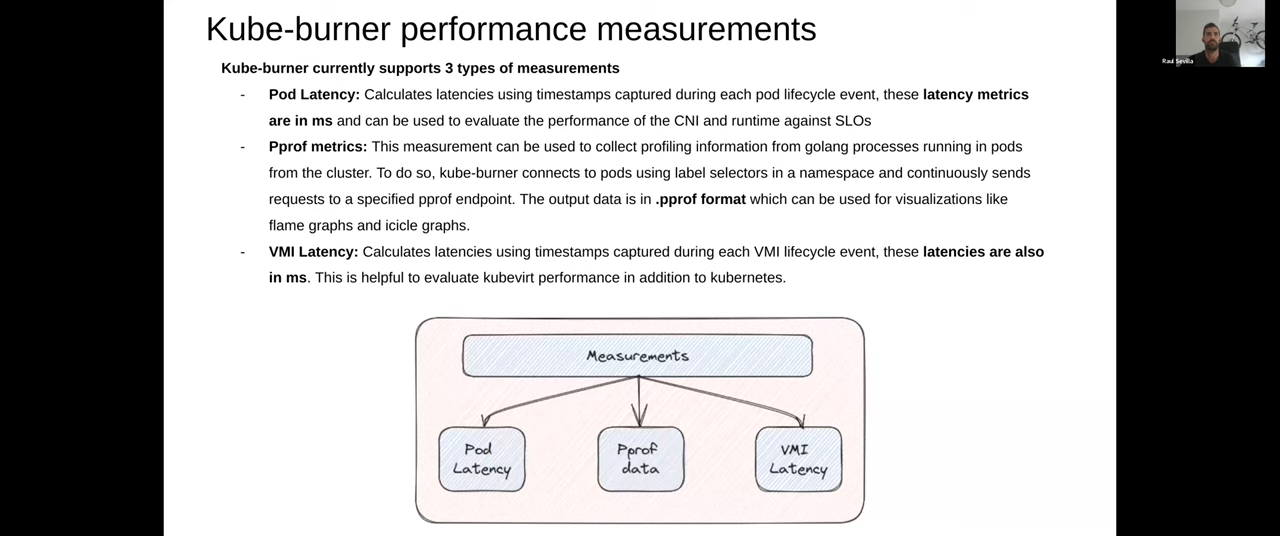 Kube-burner performance measurements
Raul Sevilla
Kube-burner currently supports 3 types of measurements
- Pod Latency: Calculates latencies using timestamps captured during each pod lifecycle event, these latency metrics
are in ms and can be used to evaluate the performance of the CNI and runtime against SLOs
- Pprof metrics: This measurement can be used to collect profiling information from golang processes running in pods
from the cluster. To do so, kube-burner connects to pods using label selectors in a namespace and continuously sends
requests to a specified pprof endpoint. The output data is in .pprof format which can be used for visualizations like
flame graphs and icicle graphs.
- VMI Latency: Calculates latencies using timestamps captured during each VMI lifecycle event, these latencies are also
in ms. This is helpful to evaluate kubevirt performance in addition to kubernetes.
Measurements
Pod
Latency
Pprof
data
VMI
Latency